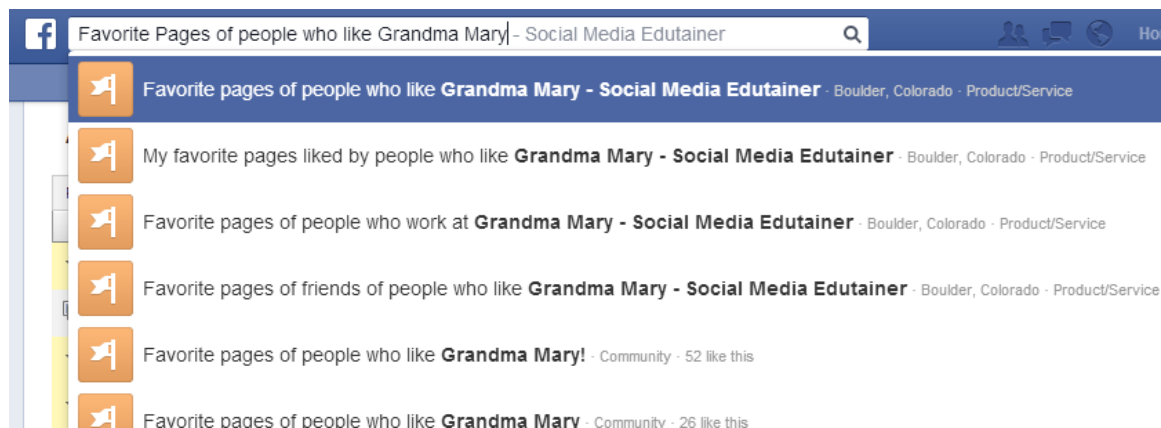 f Favorite Pages of people who like Grandma Mary - Social Media Edutainer Ho
Favorite pages of people who like Grandma Mary - Social Media Edutainer · Boulder, Colorado · Product/Service
My favorite pages liked by people who like Grandma Mary - Social Media Edutainer · Boulder, Colorado · Product/Service
Favorite pages of people who work at Grandma Mary - Social Media Edutainer · Boulder, Colorado · Product/Service
Favorite pages of friends of people who like Grandma Mary - Social Media Edutainer · Boulder, Colorado · Product/Service
Favorite pages of people who like Grandma Mary! · Community · 52 like this
Favorite pages of people who like Grandma Mary · Community · 26 like this